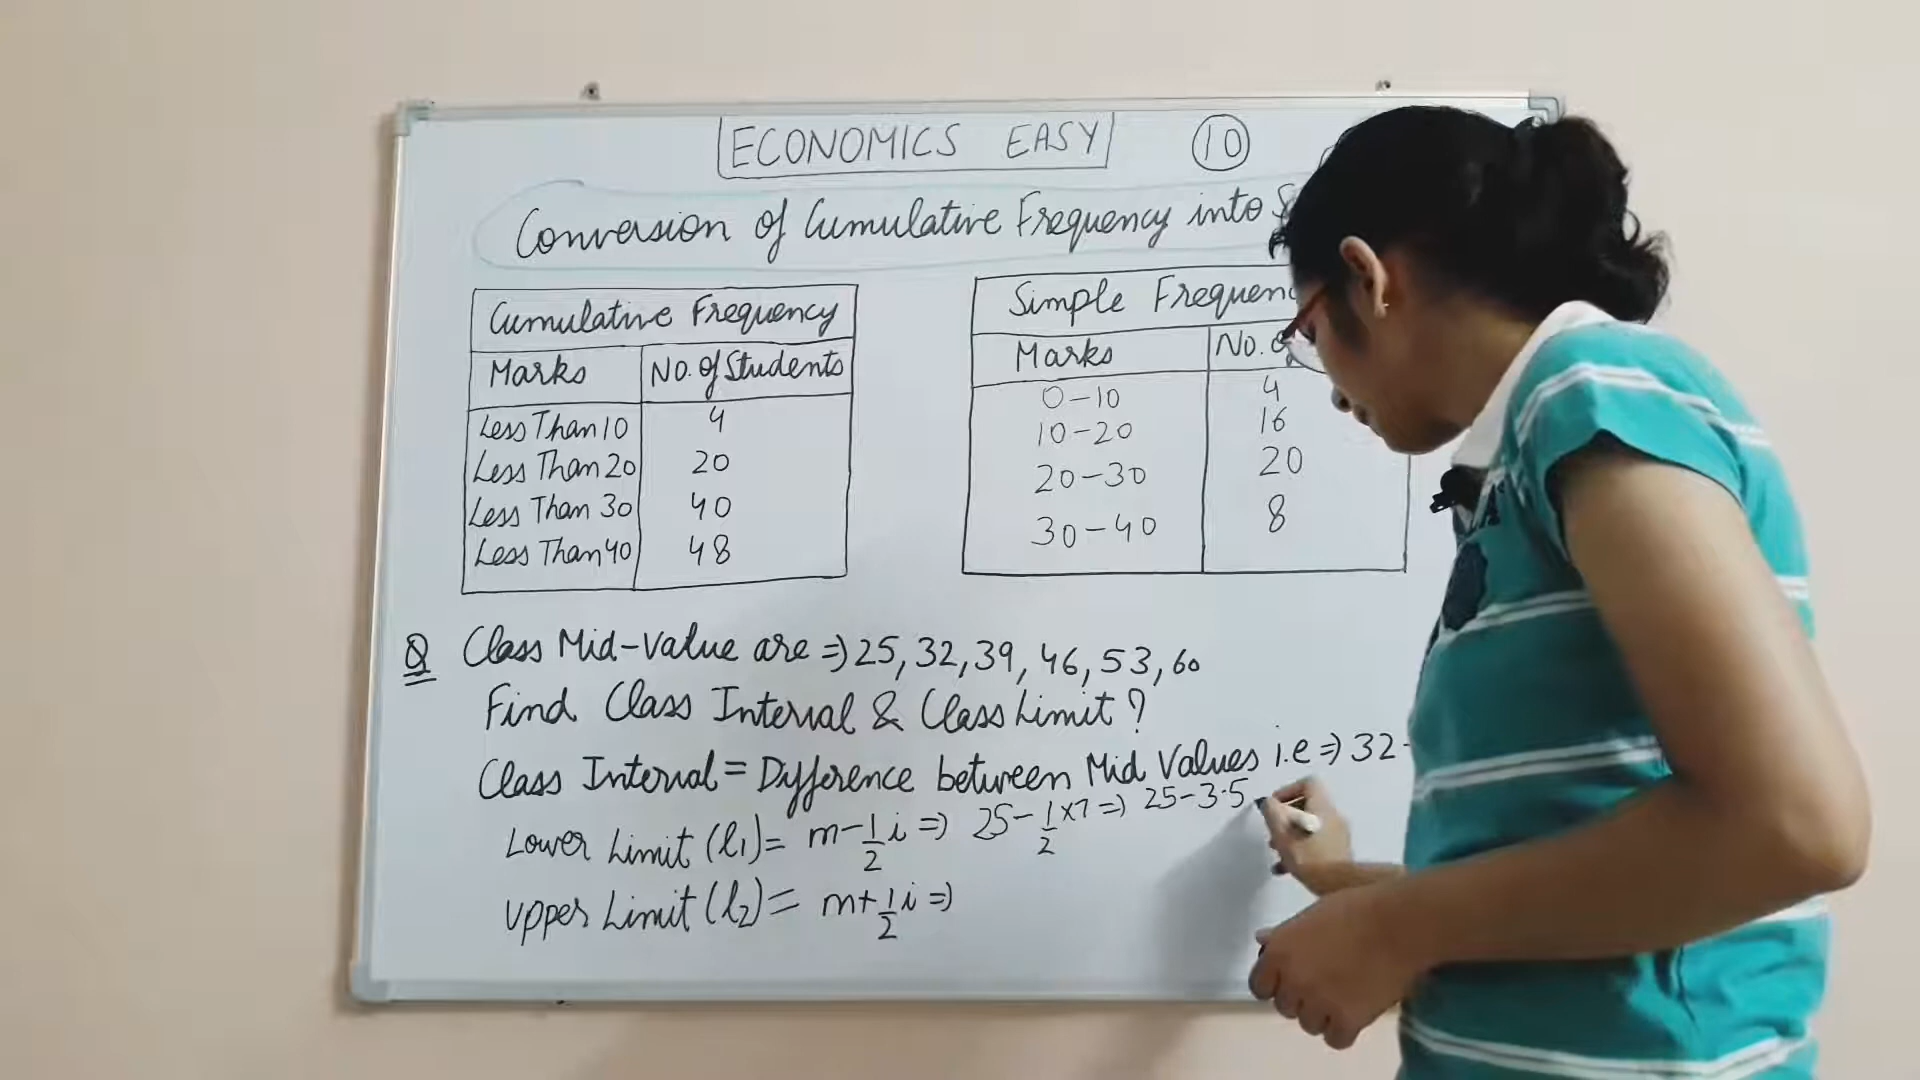 ECONOMICS EASY 10
Conversion of Cumulative Frequency into
Cumulative Frequency
Marks No. of Students
Less Than 10 4
Less Than 20 20
Less Than 30 40
Less Than 40 48
Simple
Marks No.
0-10 4
10-20 16
20-30 20
30-40 8
Q Class Mid-Value are ⇒ 25, 32, 39, 46, 53, 60
Find Class Interval & Class Limit?
Class Interval = Difference between Mid Values i.e ⇒ 32
Lower Limit (l₁) = m-1/2 i ⇒ 25-1/2×7 ⇒ 25-3.5
Upper Limit (l₂) = m+1/2 i ⇒